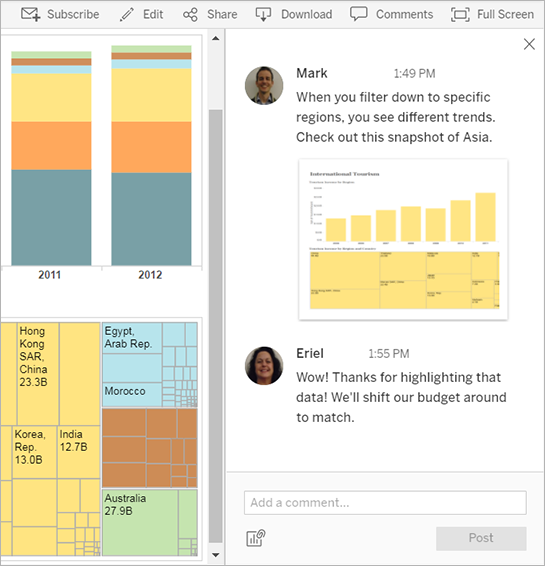 Subscribe Edit Share Download Comments Full Screen
2011 2012
Hong
Kong
SAR,
China
23.3B
Egypt,
Arab Rep.
Morocco
Korea,
Rep.
13.0B
India
12.7B
Australia
27.9B
Mark 1:49 PM
When you filter down to specific
regions, you see different trends.
Check out this snapshot of Asia.
International Tourism
Eriel 1:55 PM
Wow! Thanks for highlighting that
data! We'll shift our budget around
to match.
Add a comment...
Post